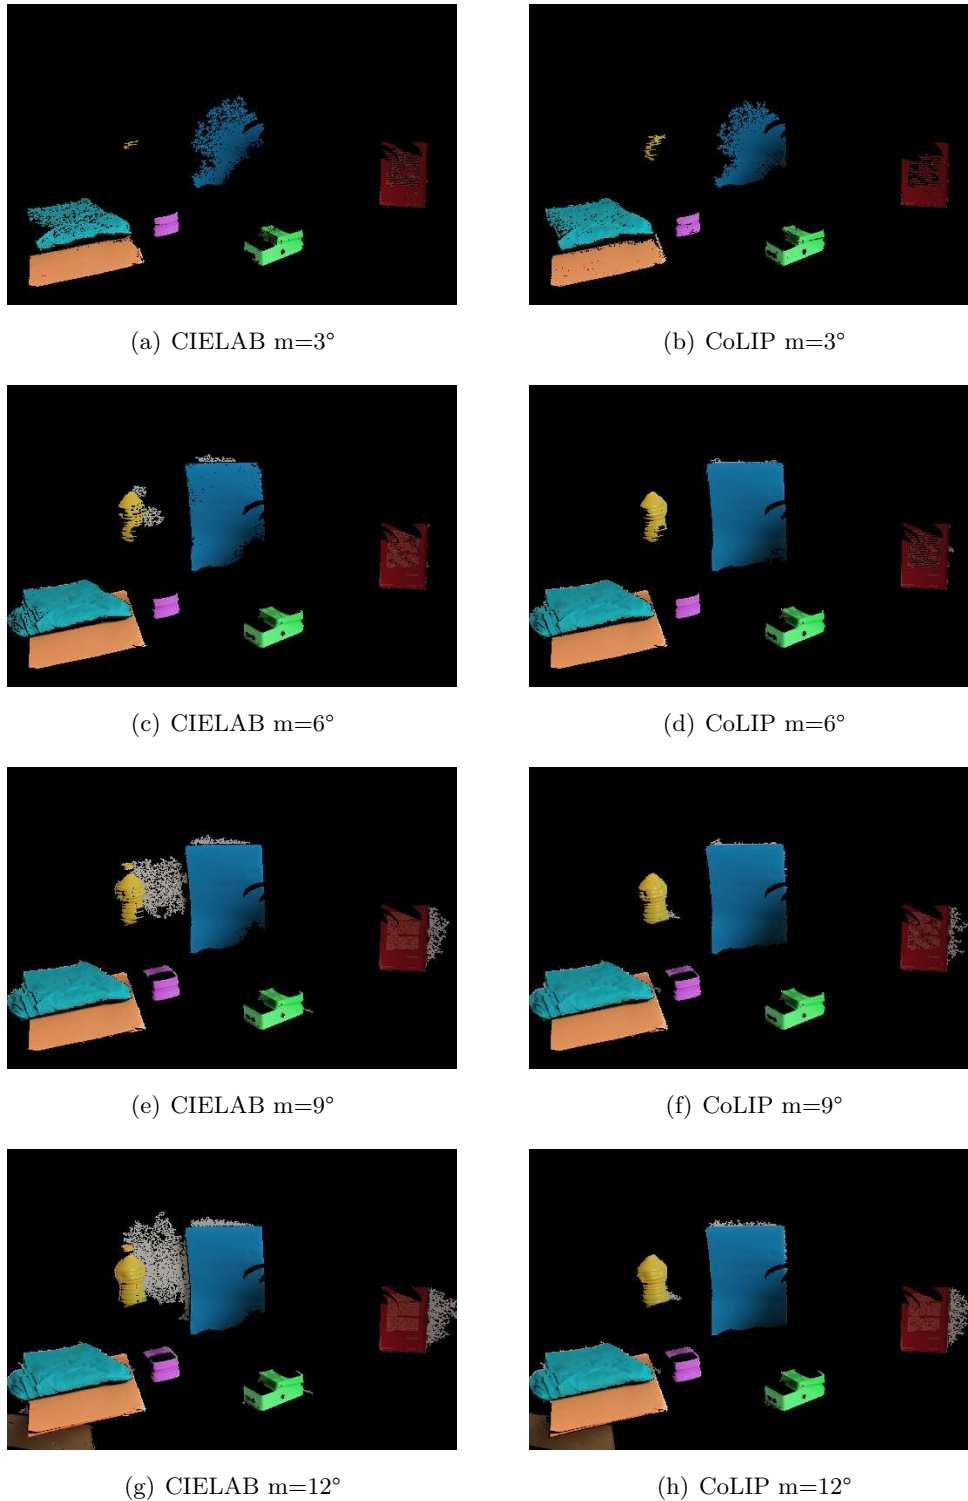 (a) CIELAB m=3°
(b) CoLIP m=3°
(c) CIELAB m=6°
(d) CoLIP m=6°
(e) CIELAB m=9°
(f) CoLIP m=9°
(g) CIELAB m=12°
(h) CoLIP m=12°